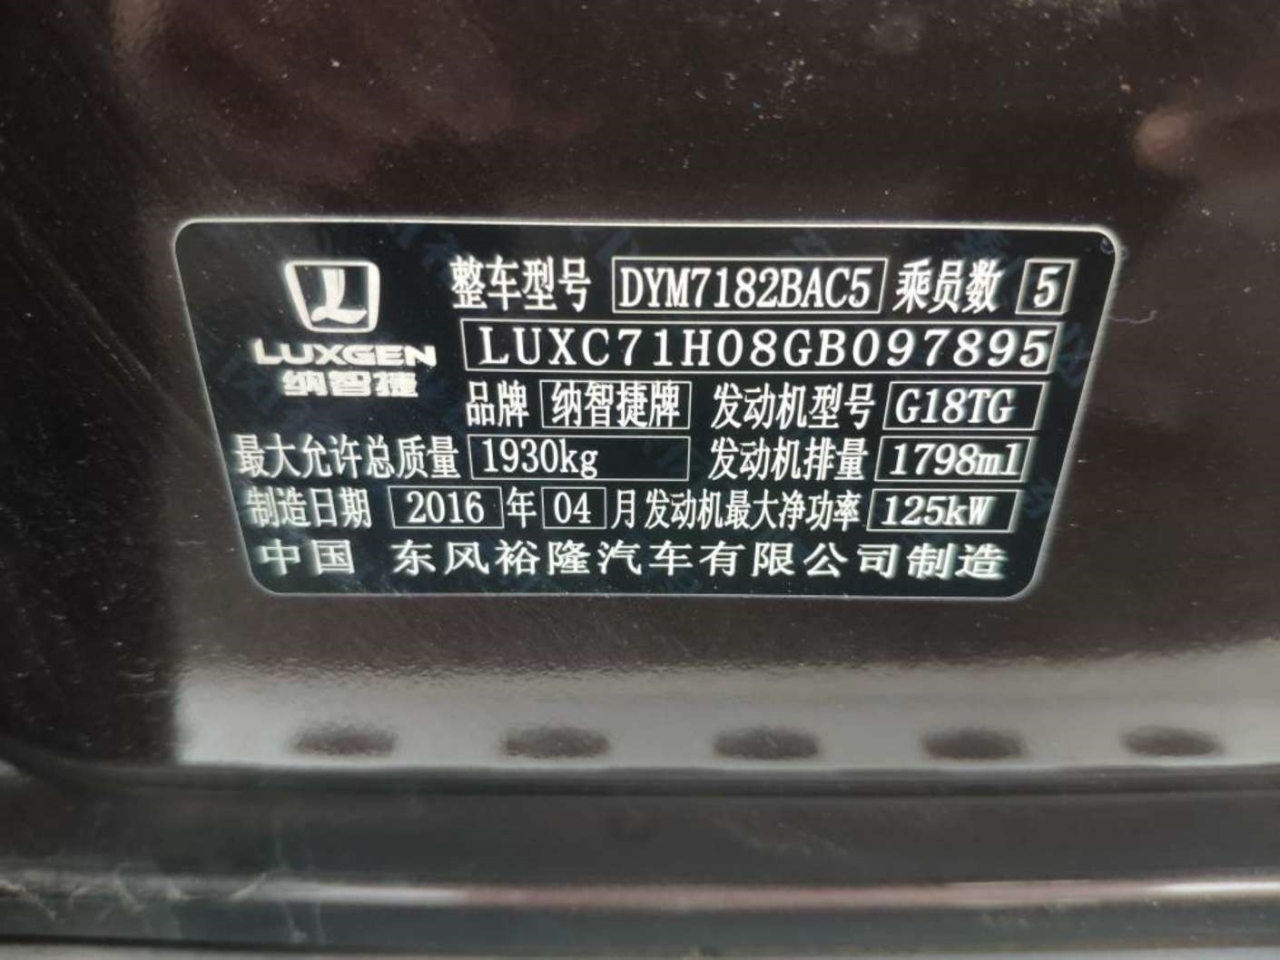 整车型号 DYM7182BAC5 乘员数 5
LUXGEN LUXC71H08GB097895
纳智捷
品牌 纳智捷牌 发动机型号 G18TG
最大允许总质量 1930kg 发动机排量 1798ml
制造日期 2016 年 04 月 发动机最大净功率 125kW
中国 东风裕隆汽车有限公司制造